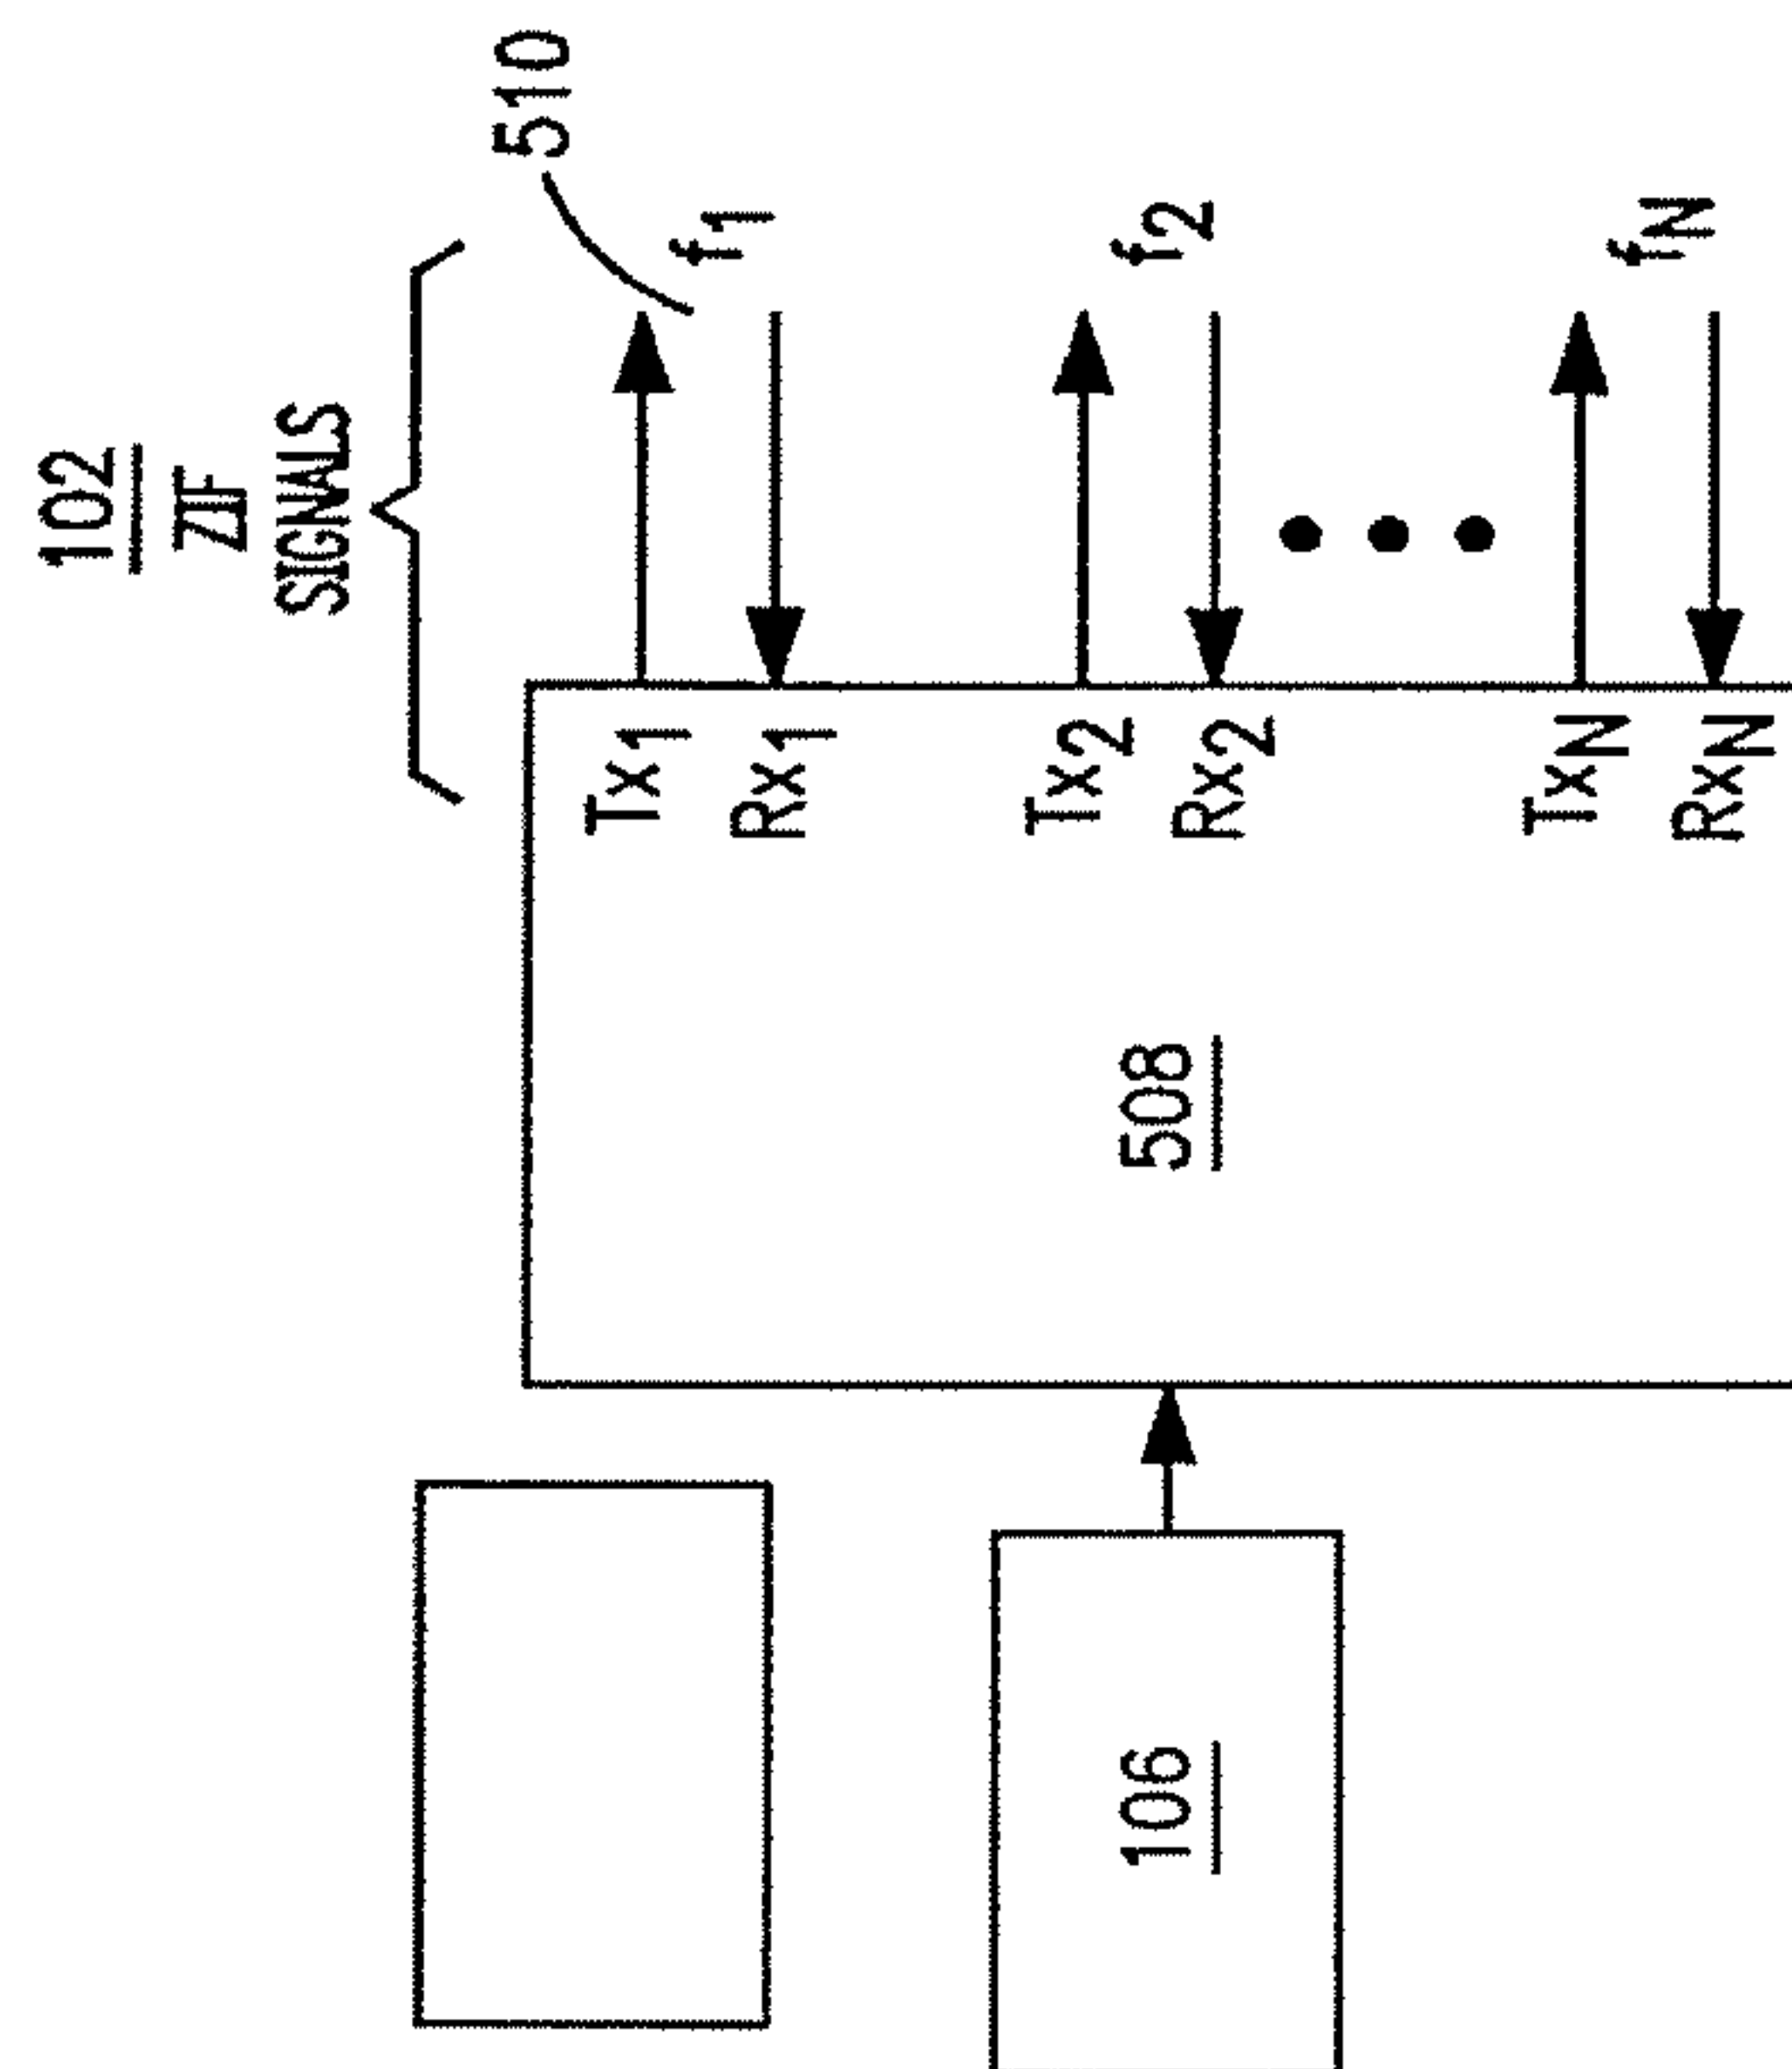 102
ZIF
SIGNALS
510
f1
Tx1
Rx1
f2
Tx2
Rx2
fN
TxN
RxN
508
106